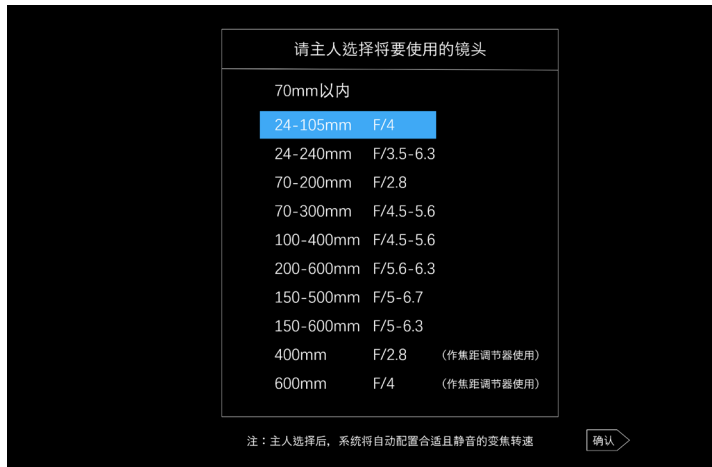 请主人选择将要使用的镜头
70mm以内
24-105mm F/4
24-240mm F/3.5-6.3
70-200mm F/2.8
70-300mm F/4.5-5.6
100-400mm F/4.5-5.6
200-600mm F/5.6-6.3
150-500mm F/5-6.7
150-600mm F/5-6.3
400mm F/2.8 (作焦距调节器使用)
600mm F/4 (作焦距调节器使用)
注：主人选择后，系统将自动配置合适且静音的变焦转速
确认